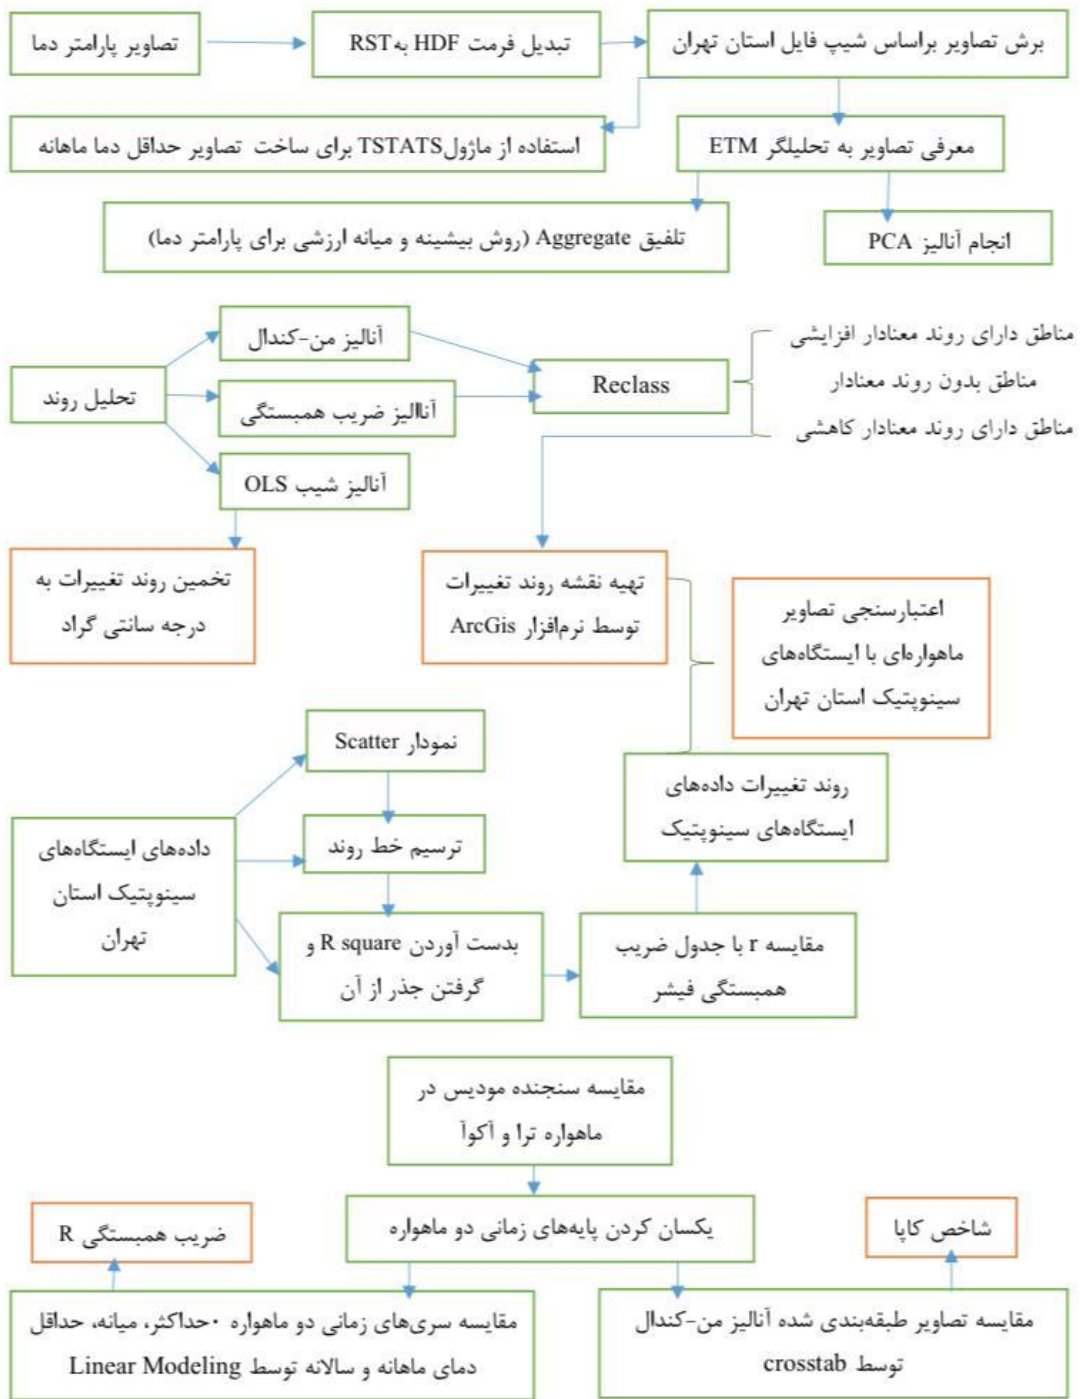 تصاویر پارامتر دما
تبدیل فرمت HDF به RST
برش تصاویر براساس شیپ فایل استان تهران
استفاده از ماژول TSTATS برای ساخت تصاویر حداقل دما ماهانه
معرفی تصاویر به تحلیلگر ETM
تلفیق Aggregate (روش بیشینه و میانه ارزشی برای پارامتر دما)
انجام آنالیز PCA
تحلیل روند
آنالیز من-کندال
آناالیز ضریب همبستگی
آنالیز شیب OLS
Reclass
مناطق دارای روند معنادار افزایشی
مناطق بدون روند معنادار
مناطق دارای روند معنادار کاهشی
تخمین روند تغییرات به
درجه سانتی گراد
تهیه نقشه روند تغییرات
توسط نرم‌افزار ArcGis
اعتبارسنجی تصاویر
ماهواره‌ای با ایستگاه‌های
سینوپتیک استان تهران
داده‌های ایستگاه‌های
سینوپتیک استان
تهران
نمودار Scatter
ترسیم خط روند
بدست آوردن R square و
گرفتن جذر از آن
مقایسه r با جدول ضریب
همبستگی فیشر
روند تغییرات داده‌های
ایستگاه‌های سینوپتیک
مقایسه سنجنده مودیس در
ماهواره ترا و آکوآ
یکسان کردن پایه‌های زمانی دو ماهواره
ضریب همبستگی R
شاخص کاپا
مقایسه سری‌های زمانی دو ماهواره ۰حداکثر، میانه، حداقل
دمای ماهانه و سالانه توسط Linear Modeling
مقایسه تصاویر طبقه‌بندی شده آنالیز من-کندال
توسط crosstab